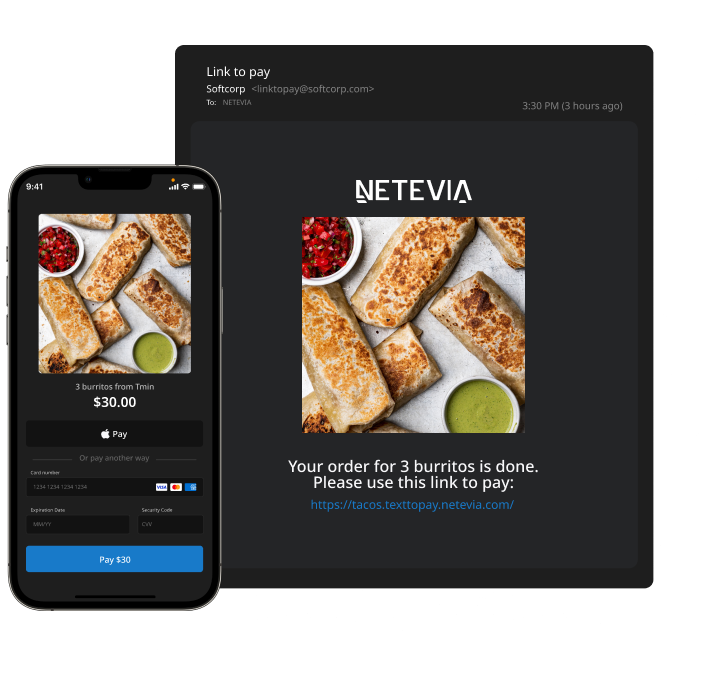 Link to pay
Softcorp <linktopay@softcorp.com>
To: NETEVIA
3:30 PM (3 hours ago)
NETEVIA
Your order for 3 burritos is done.
Please use this link to pay:
https://tacos.texttopay.netevia.com/
9:41
3 burritos from Tmin
$30.00
Pay
Or pay another way
Card number
1234 1234 1234 1234
VISA
Expiration Date
Security Code
MM/YY
CVV
Pay $30